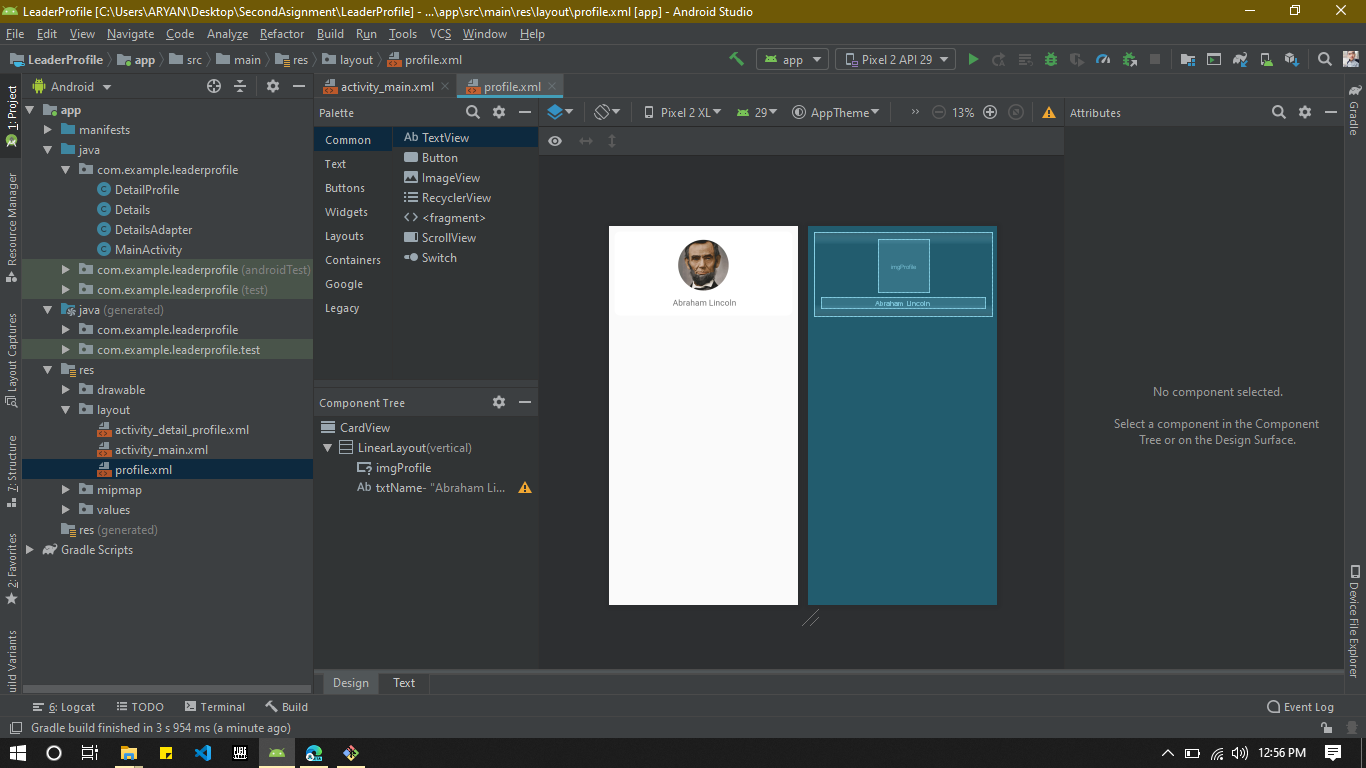 LeaderProfile [C:\Users\ARYAN\Desktop\SecondAsignment\LeaderProfile] - ...\app\src\main\res\layout\profile.xml [app] - Android Studio
File Edit View Navigate Code Analyze Refactor Build Run Tools VCS Window Help
LeaderProfile app src main res layout profile.xml app Pixel 2 API 29
1: Project
Resource Manager
Layout Captures
7: Structure
2: Favorites
uild Variants
Android
app
manifests
java
com.example.leaderprofile
DetailProfile
Details
DetailsAdapter
MainActivity
com.example.leaderprofile (androidTest)
com.example.leaderprofile (test)
java (generated)
com.example.leaderprofile
com.example.leaderprofile.test
res
drawable
layout
activity_detail_profile.xml
activity_main.xml
profile.xml
mipmap
values
res (generated)
Gradle Scripts
activity_main.xml profile.xml
Palette
Common
Text
Buttons
Widgets
Layouts
Containers
Google
Legacy
Ab TextView
Button
ImageView
RecyclerView
<> <fragment>
ScrollView
Switch
Component Tree
CardView
LinearLayout(vertical)
imgProfile
Ab txtName- "Abraham Li...
Pixel 2 XL 29 AppTheme » 13%
Abraham Lincoln
imgProfile
Abraham Lincoln
Attributes
No component selected.
Select a component in the Component
Tree or on the Design Surface.
Gradle
Device File Explorer
Design Text
6: Logcat TODO Terminal Build Event Log
Gradle build finished in 3 s 954 ms (a minute ago)
12:56 PM